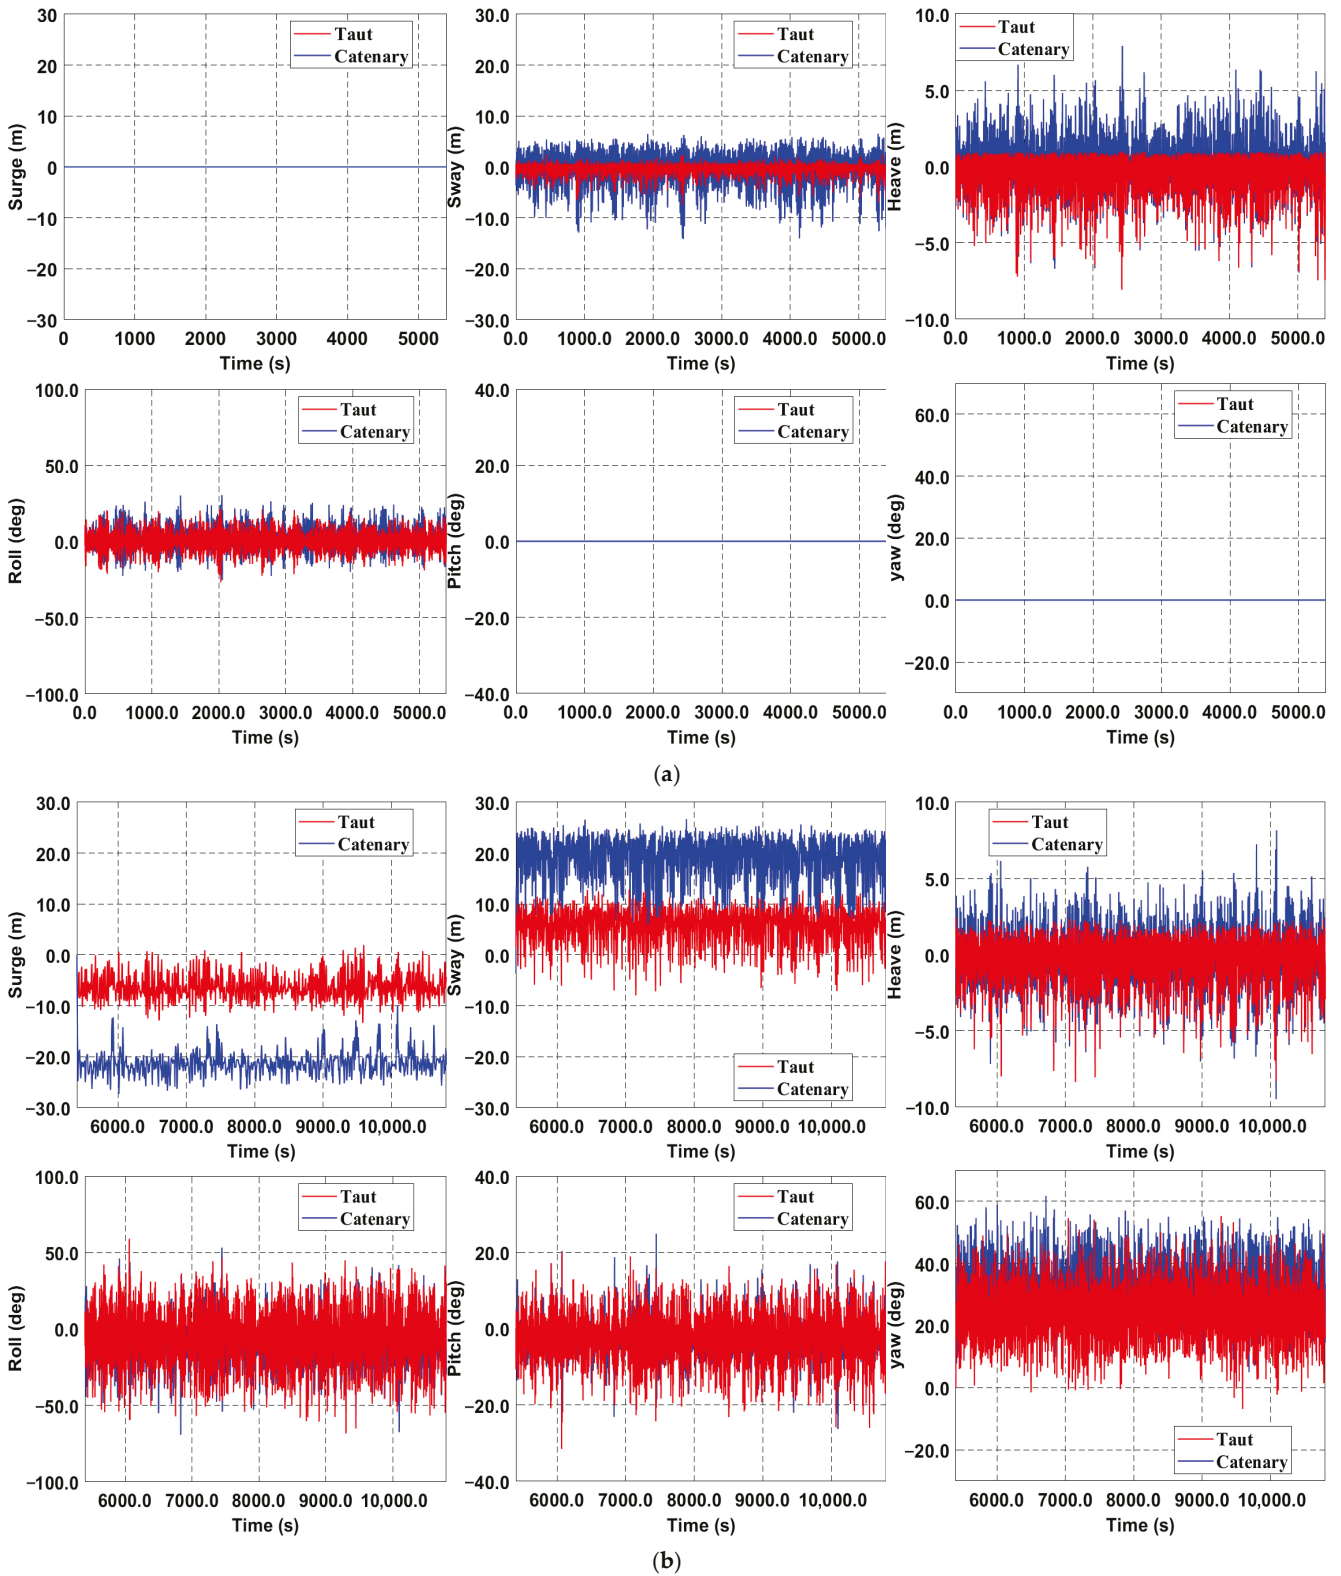 30
20
10
0
−10
−20
−30
Surge (m)
Taut
Catenary
0 1000 2000 3000 4000 5000
Time (s)
30.0
20.0
10.0
0.0
−10.0
−20.0
−30.0
Sway (m)
Taut
Catenary
0.0 1000.0 2000.0 3000.0 4000.0 5000.0
Time (s)
10.0
5.0
0.0
−5.0
−10.0
Heave (m)
Taut
Catenary
0.0 1000.0 2000.0 3000.0 4000.0 5000.0
Time (s)
100.0
50.0
0.0
−50.0
−100.0
Roll (deg)
Taut
Catenary
0.0 1000.0 2000.0 3000.0 4000.0 5000.0
Time (s)
40.0
20.0
0.0
−20.0
−40.0
Pitch (deg)
Taut
Catenary
0.0 1000.0 2000.0 3000.0 4000.0 5000.0
Time (s)
60.0
40.0
20.0
0.0
−20.0
yaw (deg)
Taut
Catenary
0.0 1000.0 2000.0 3000.0 4000.0 5000.0
Time (s)
(a)
30.0
20.0
10.0
0.0
−10.0
−20.0
−30.0
Surge (m)
Taut
Catenary
6000.0 7000.0 8000.0 9000.0 10,000.0
Time (s)
30.0
20.0
10.0
0.0
−10.0
−20.0
−30.0
Sway (m)
Taut
Catenary
6000.0 7000.0 8000.0 9000.0 10,000.0
Time (s)
10.0
5.0
0.0
−5.0
−10.0
Heave (m)
Taut
Catenary
6000.0 7000.0 8000.0 9000.0 10,000.0
Time (s)
100.0
50.0
0.0
−50.0
−100.0
Roll (deg)
Taut
Catenary
6000.0 7000.0 8000.0 9000.0 10,000.0
Time (s)
40.0
20.0
0.0
−20.0
−40.0
Pitch (deg)
Taut
Catenary
6000.0 7000.0 8000.0 9000.0 10,000.0
Time (s)
60.0
40.0
20.0
0.0
−20.0
yaw (deg)
Taut
Catenary
6000.0 7000.0 8000.0 9000.0 10,000.0
Time (s)
(b)